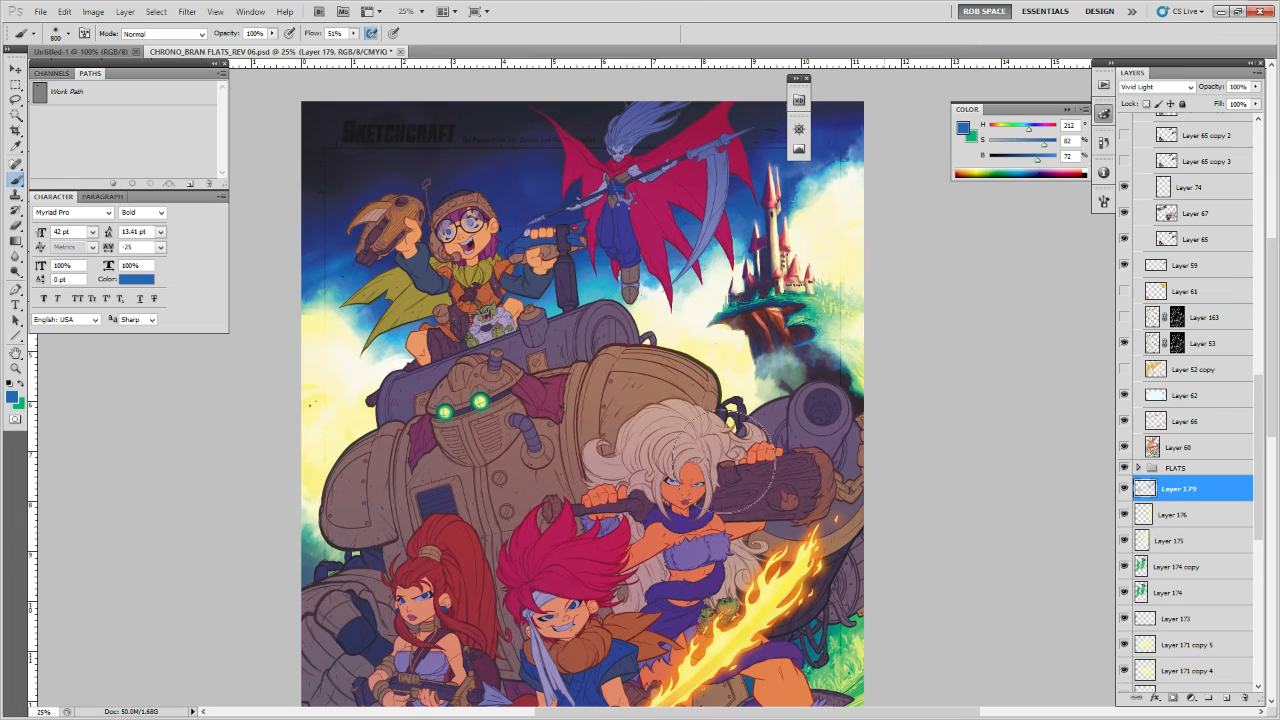 Ps File Edit Image Layer Select Filter View Window Help Br Mb 25% ROB SPACE ESSENTIALS DESIGN CS Live
800 Mode: Normal Opacity: 100% Flow: 51%
Untitled-1 @ 100% (RGB/8) CHRONO_BRAN FLATS_REV 06.psd @ 25% (Layer 179, RGB/8/CMYK) *
CHANNELS PATHS
Work Path
CHARACTER PARAGRAPH
Myriad Pro Bold
42 pt 13.41 pt
Metrics -25
100% 100%
0 pt Color:
English: USA Sharp
SKETCHCRAFT
COLOR
H 212 °
S 82 %
B 72 %
LAYERS
Vivid Light Opacity: 100%
Lock: Fill: 100%
Layer 65 copy 2
Layer 65 copy 3
Layer 74
Layer 67
Layer 65
Layer 59
Layer 61
Layer 163
Layer 53
Layer 52 copy
Layer 62
Layer 66
Layer 60
FLATS
Layer 179
Layer 176
Layer 175
Layer 174 copy
Layer 174
Layer 173
Layer 171 copy 5
Layer 171 copy 4
25% Doc: 50.0M/1.68G